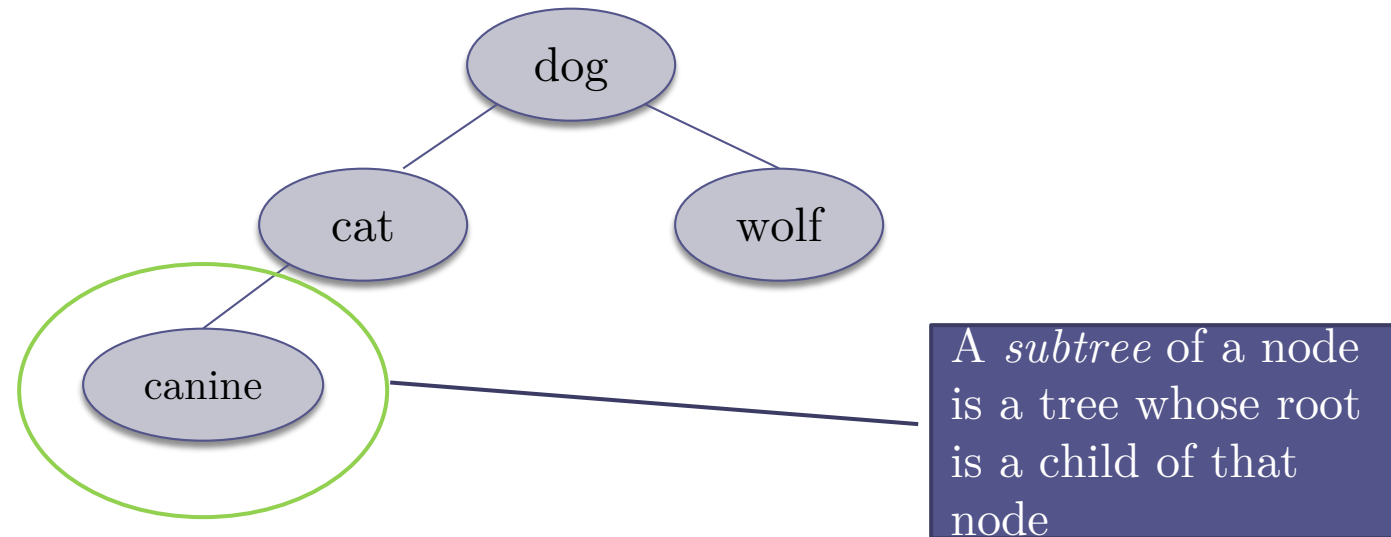 dog
cat
wolf
canine
A subtree of a node
is a tree whose root
is a child of that
node